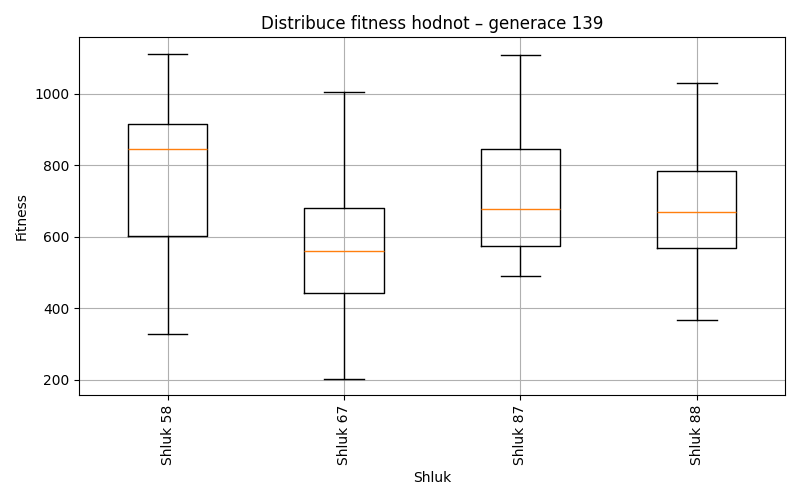 Distribuce fitness hodnot – generace 139
Fitness
1000
800
600
400
200
Shluk 58
Shluk 67
Shluk 87
Shluk 88
Shluk